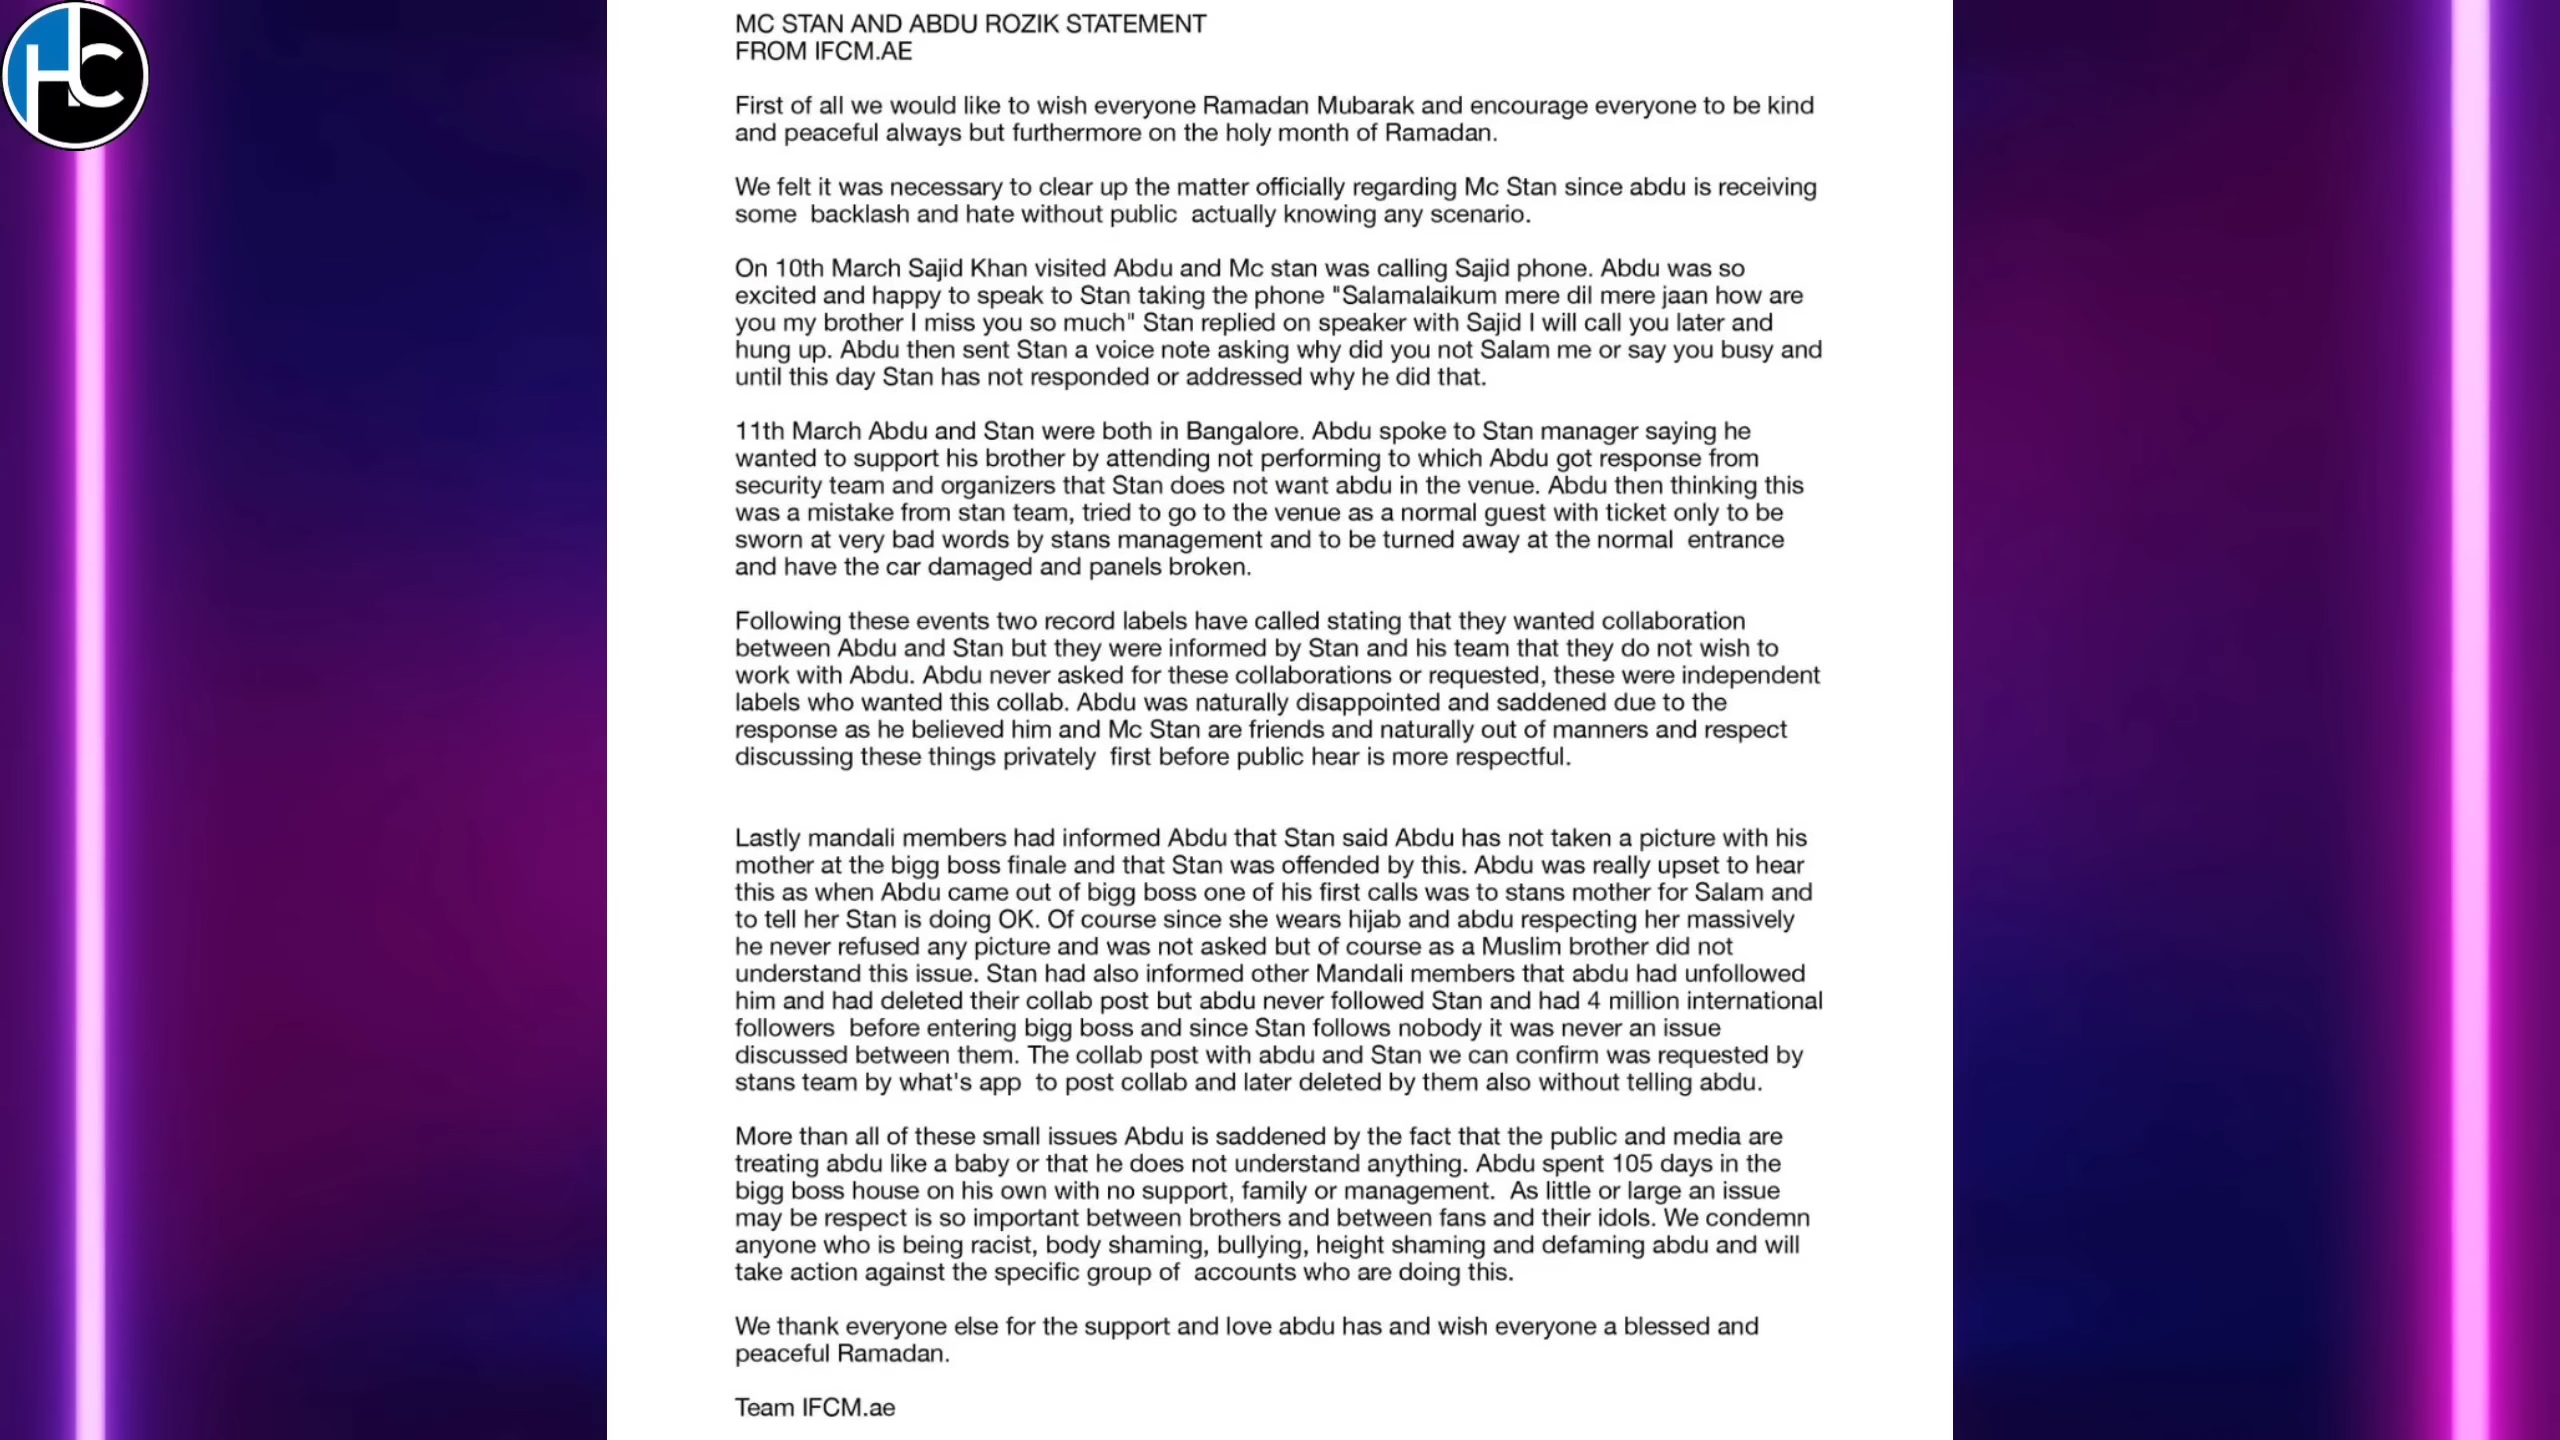 HC
MC STAN AND ABDU ROZIK STATEMENT
FROM IFCM.AE
First of all we would like to wish everyone Ramadan Mubarak and encourage everyone to be kind
and peaceful always but furthermore on the holy month of Ramadan.
We felt it was necessary to clear up the matter officially regarding Mc Stan since abdu is receiving
some  backlash and hate without public  actually knowing any scenario.
On 10th March Sajid Khan visited Abdu and Mc stan was calling Sajid phone. Abdu was so
excited and happy to speak to Stan taking the phone "Salamalaikum mere dil mere jaan how are
you my brother I miss you so much" Stan replied on speaker with Sajid I will call you later and
hung up. Abdu then sent Stan a voice note asking why did you not Salam me or say you busy and
until this day Stan has not responded or addressed why he did that.
11th March Abdu and Stan were both in Bangalore. Abdu spoke to Stan manager saying he
wanted to support his brother by attending not performing to which Abdu got response from
security team and organizers that Stan does not want abdu in the venue. Abdu then thinking this
was a mistake from stan team, tried to go to the venue as a normal guest with ticket only to be
sworn at very bad words by stans management and to be turned away at the normal  entrance
and have the car damaged and panels broken.
Following these events two record labels have called stating that they wanted collaboration
between Abdu and Stan but they were informed by Stan and his team that they do not wish to
work with Abdu. Abdu never asked for these collaborations or requested, these were independent
labels who wanted this collab. Abdu was naturally disappointed and saddened due to the
response as he believed him and Mc Stan are friends and naturally out of manners and respect
discussing these things privately  first before public hear is more respectful.
Lastly mandali members had informed Abdu that Stan said Abdu has not taken a picture with his
mother at the bigg boss finale and that Stan was offended by this. Abdu was really upset to hear
this as when Abdu came out of bigg boss one of his first calls was to stans mother for Salam and
to tell her Stan is doing OK. Of course since she wears hijab and abdu respecting her massively
he never refused any picture and was not asked but of course as a Muslim brother did not
understand this issue. Stan had also informed other Mandali members that abdu had unfollowed
him and had deleted their collab post but abdu never followed Stan and had 4 million international
followers  before entering bigg boss and since Stan follows nobody it was never an issue
discussed between them. The collab post with abdu and Stan we can confirm was requested by
stans team by what's app  to post collab and later deleted by them also without telling abdu.
More than all of these small issues Abdu is saddened by the fact that the public and media are
treating abdu like a baby or that he does not understand anything. Abdu spent 105 days in the
bigg boss house on his own with no support, family or management.  As little or large an issue
may be respect is so important between brothers and between fans and their idols. We condemn
anyone who is being racist, body shaming, bullying, height shaming and defaming abdu and will
take action against the specific group of  accounts who are doing this.
We thank everyone else for the support and love abdu has and wish everyone a blessed and
peaceful Ramadan.
Team IFCM.ae